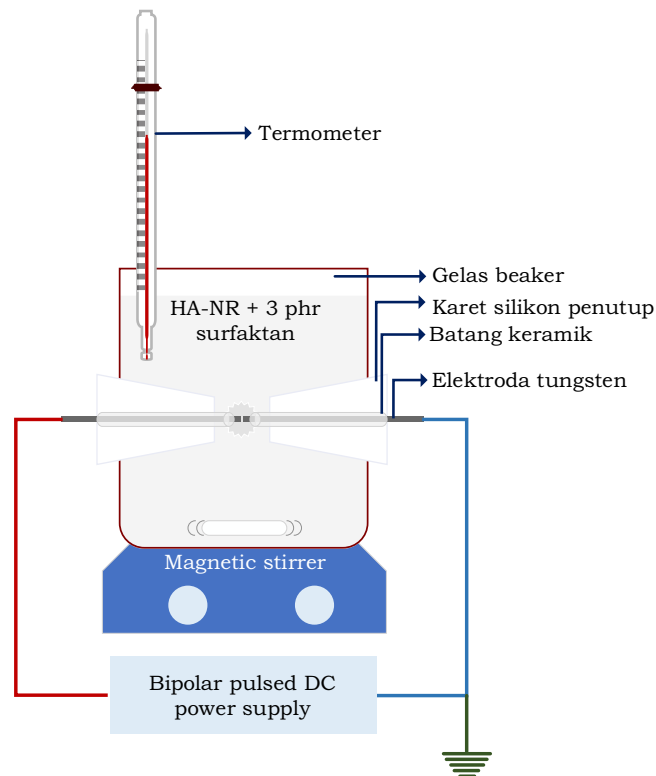 Termometer
Gelas beaker
HA-NR + 3 phr
surfaktan
Karet silikon penutup
Batang keramik
Elektroda tungsten
Magnetic stirrer
Bipolar pulsed DC
power supply